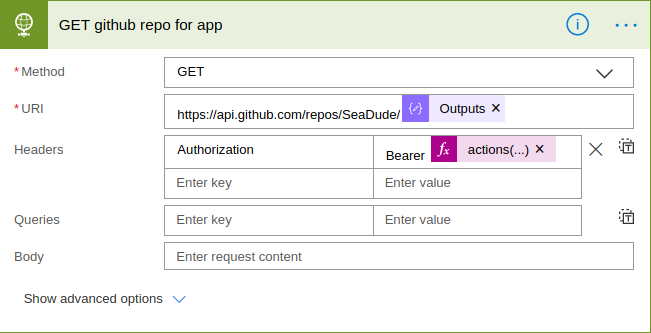 GET github repo for app
* Method GET
* URI https://api.github.com/repos/SeaDude/ {} Outputs ×
Headers Authorization Bearer fx actions(...) ×
Enter key Enter value
Queries Enter key Enter value
Body Enter request content
Show advanced options